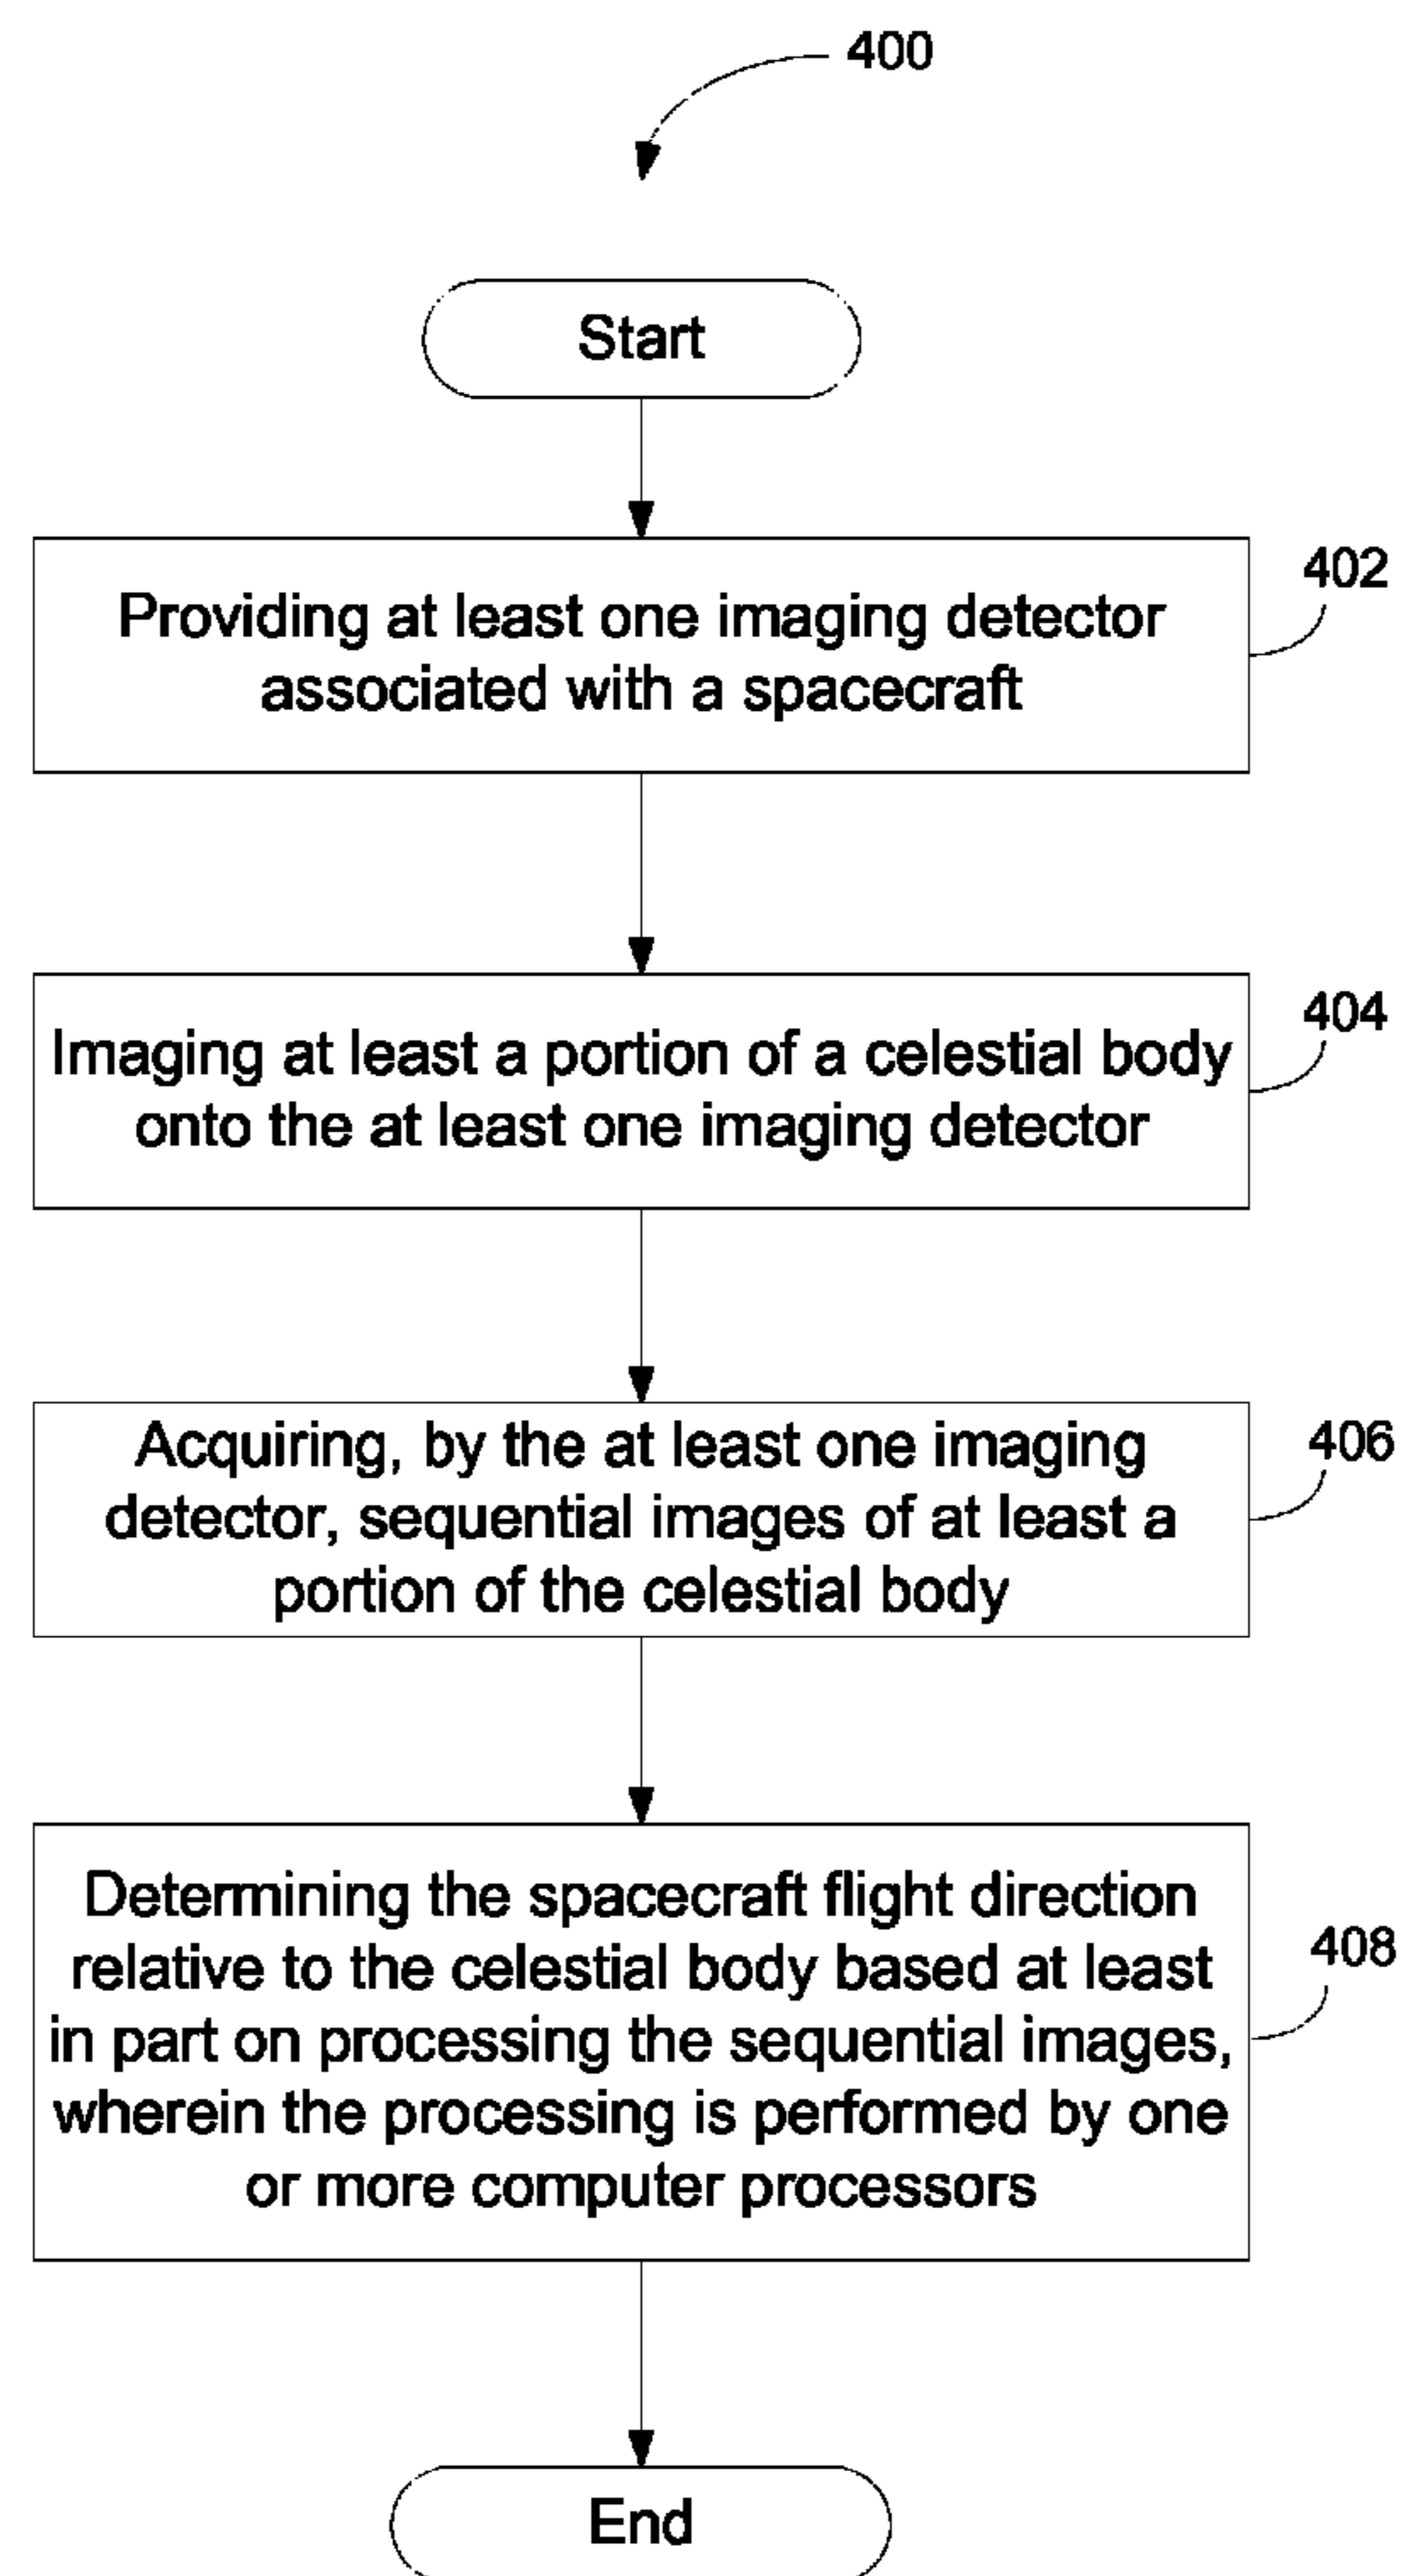 400
Start
Providing at least one imaging detector
associated with a spacecraft
402
Imaging at least a portion of a celestial body
onto the at least one imaging detector
404
Acquiring, by the at least one imaging
detector, sequential images of at least a
portion of the celestial body
406
Determining the spacecraft flight direction
relative to the celestial body based at least
in part on processing the sequential images,
wherein the processing is performed by one
or more computer processors
408
End